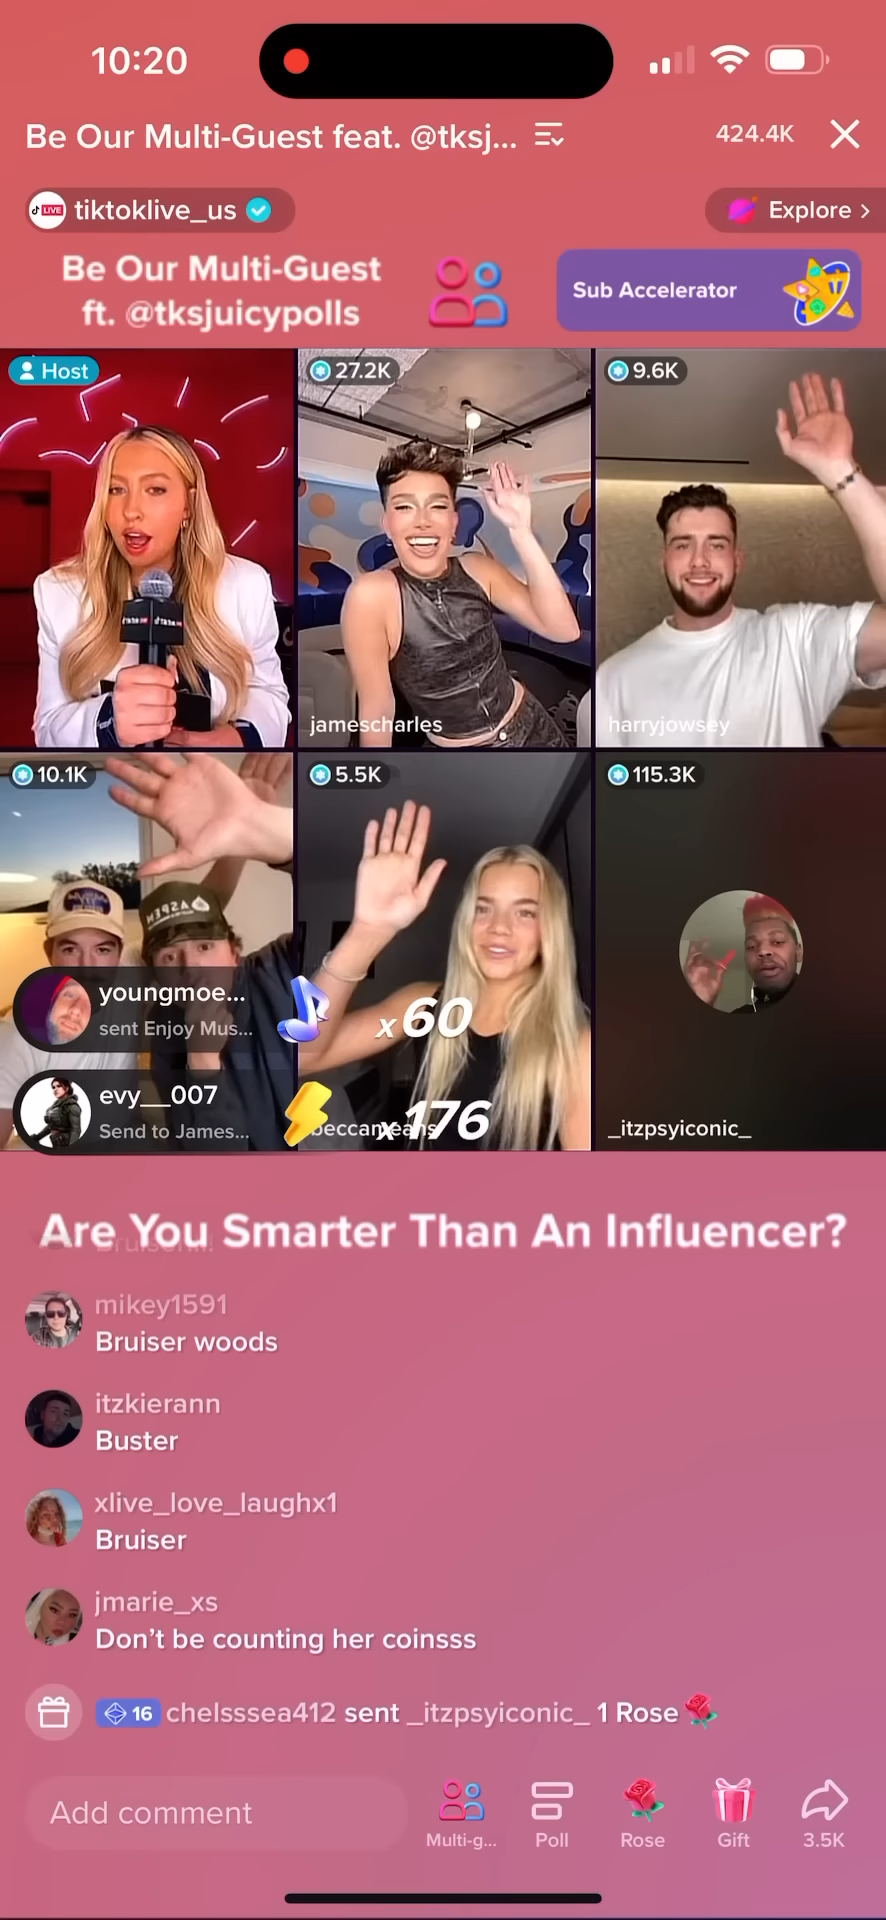 10:20
Be Our Multi-Guest feat. @tksj...
424.4K
LIVE
tiktoklive_us
Explore >
Be Our Multi-Guest
ft. @tksjuicypolls
Sub Accelerator
Host
27.2K
9.6K
jamescharles
harryjowsey
10.1K
5.5K
115.3K
ASPEN
youngmoe...
sent Enjoy Mus...
x60
evy__007
Send to James...
x176
beccameans
_itzpsyiconic_
Are You Smarter Than An Influencer?
mikey1591
Bruiser woods
itzkierann
Buster
xlive_love_laughx1
Bruiser
jmarie_xs
Don't be counting her coinsss
16 chelsssea412 sent _itzpsyiconic_ 1 Rose
Add comment
Multi-g...
Poll
Rose
Gift
3.5K